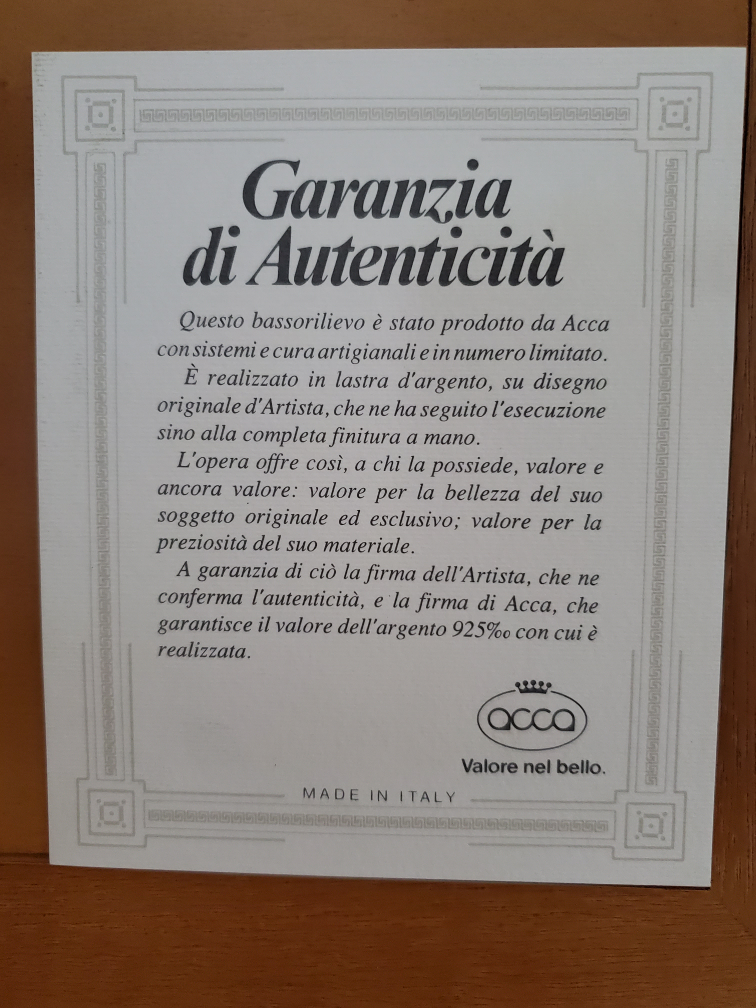 Garanzia
di Autenticità
Questo bassorilievo è stato prodotto da Acca
con sistemi e cura artigianali e in numero limitato.
È realizzato in lastra d'argento, su disegno
originale d'Artista, che ne ha seguito l'esecuzione
sino alla completa finitura a mano.
L'opera offre così, a chi la possiede, valore e
ancora valore: valore per la bellezza del suo
soggetto originale ed esclusivo; valore per la
preziosità del suo materiale.
A garanzia di ciò la firma dell'Artista, che ne
conferma l'autenticità, e la firma di Acca, che
garantisce il valore dell'argento 925‰ con cui è
realizzata.
acca
Valore nel bello.
MADE IN ITALY